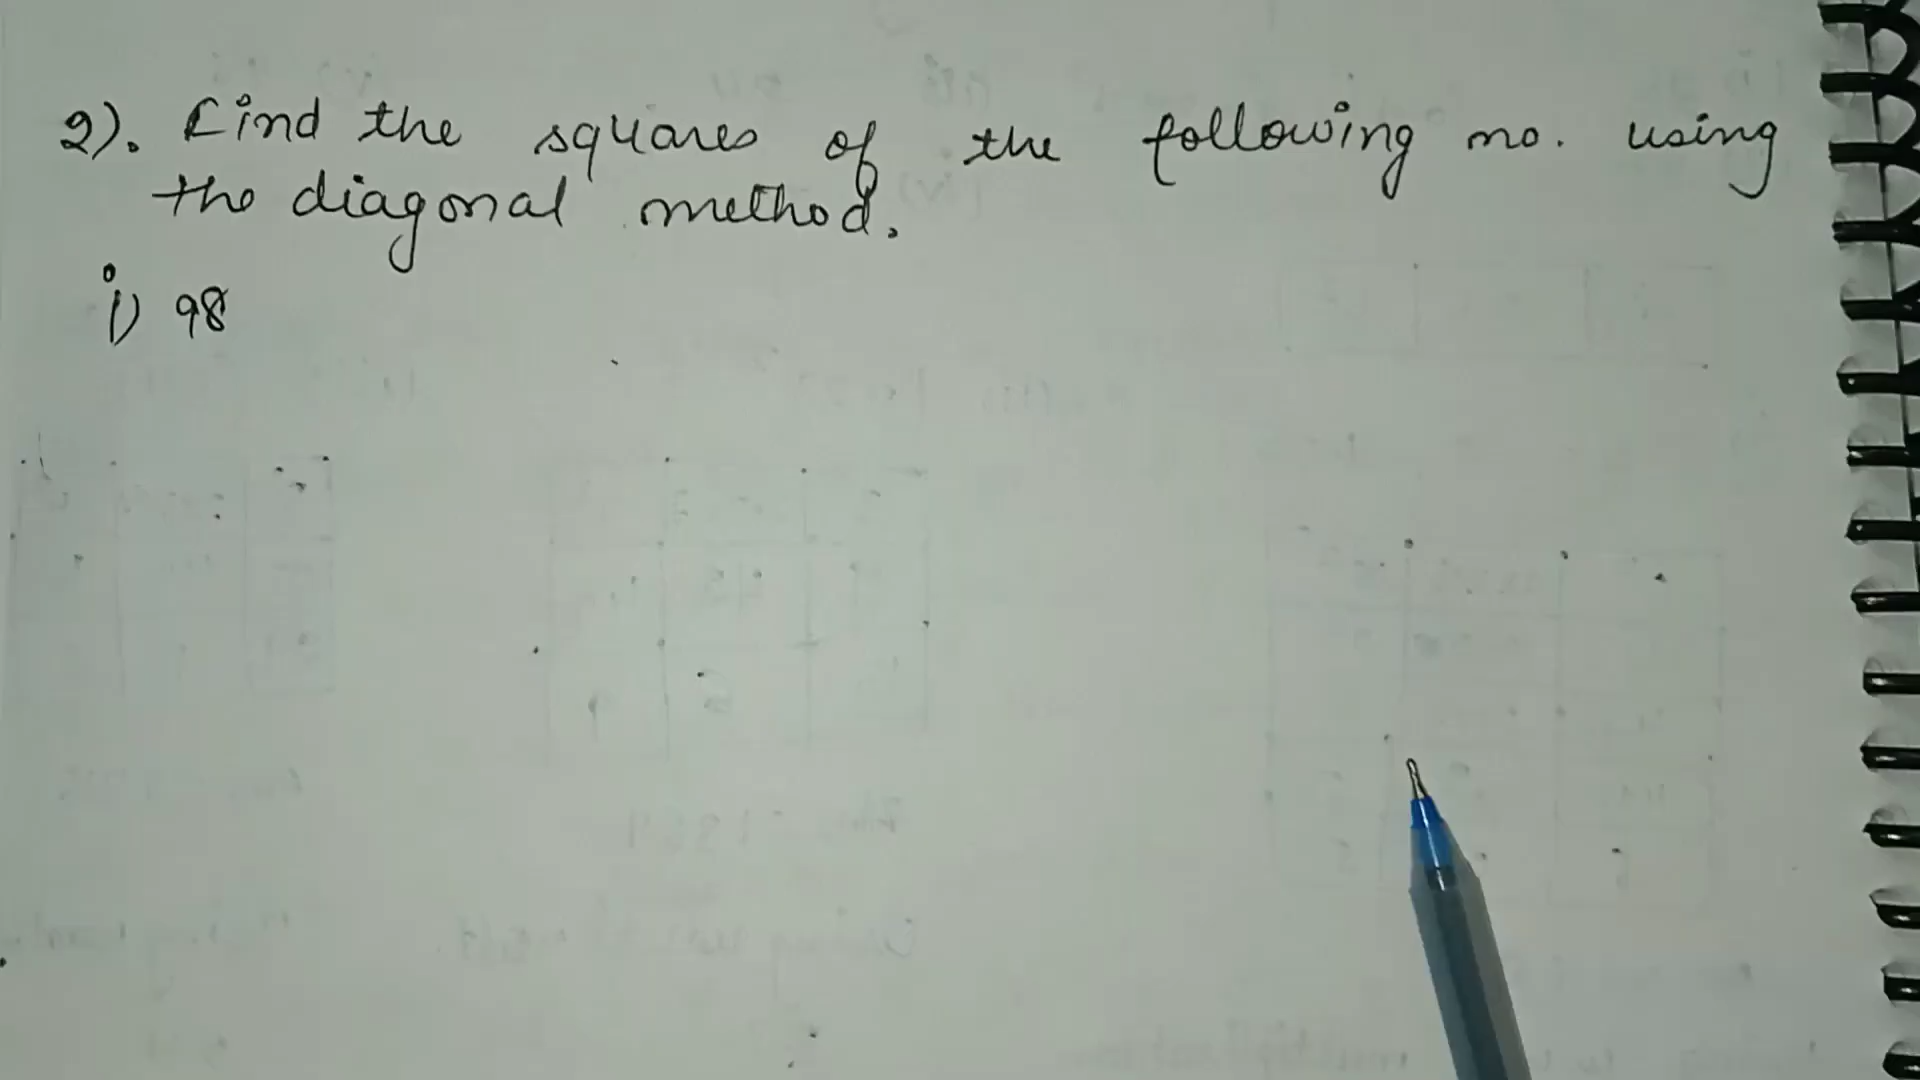 2). Find the squares of the following no. using
the diagonal method.
i) 98